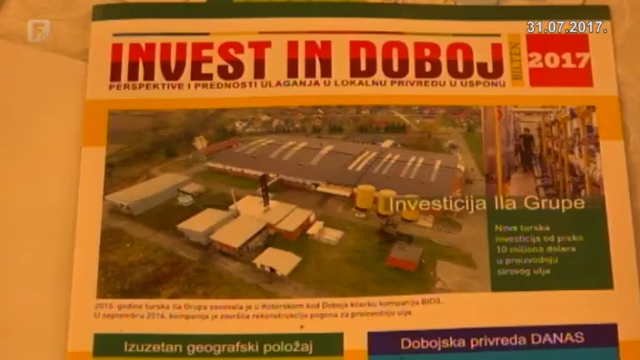 31.07.2017.
INVEST IN DOBOJ
BILTEN
2017
PERSPEKTIVE I PREDNOSTI ULAGANJA U LOKALNU PRIVREDU U USPONU
Investicija Ila Grupe
Nova turska
investicija od preko
10 miliona dolara
u proizvodnju
sirovog ulja
2015. godine turska Ila Grupa osnovala je u Kotorskom kod Doboja kćerku kompaniju BIOIL.
U septembru 2016. kompanija je završila rekonstrukciju pogona za proizvodnju ulja.
Izuzetan geografski položaj
Dobojska privreda DANAS